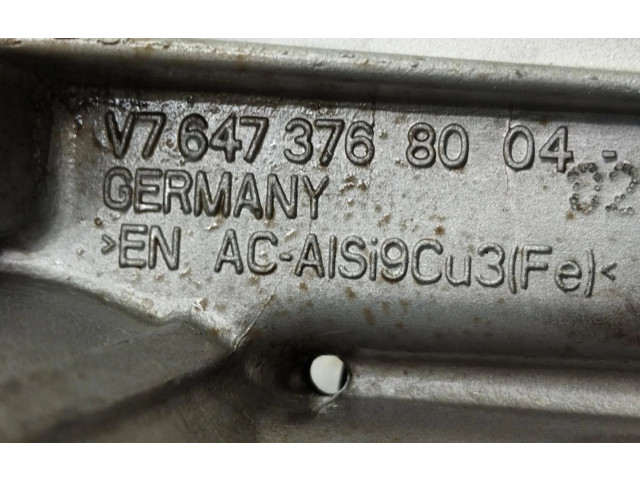 V7 647 376 80 04 -
GERMANY
>EN AC-AlSi9Cu3(Fe)<